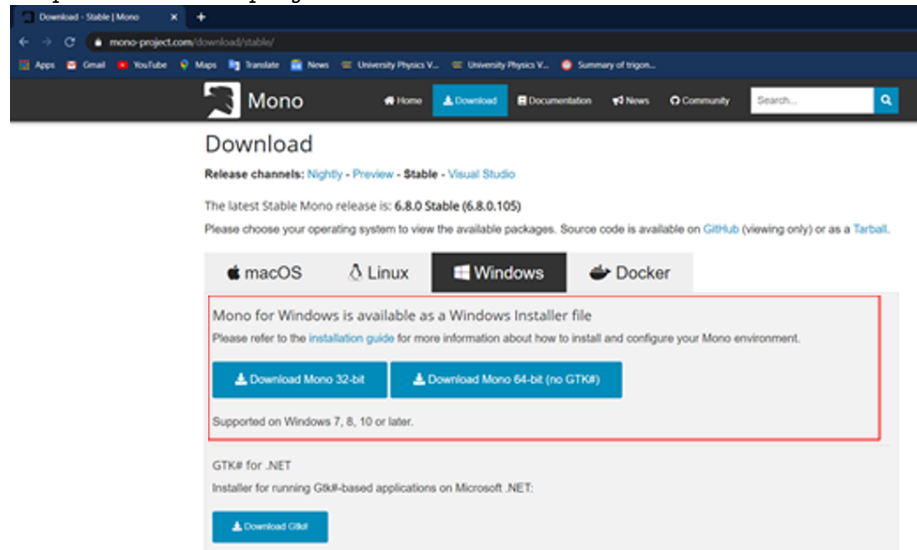 Download - Stable | Mono
mono-project.com/download/stable/
Apps Gmail YouTube Maps Translate News University Physics V... University Physics V... Summary of trigon...
Mono Home Download Documentation News Community Search...
Download
Release channels: Nightly - Preview - Stable - Visual Studio
The latest Stable Mono release is: 6.8.0 Stable (6.8.0.105)
Please choose your operating system to view the available packages. Source code is available on GitHub (viewing only) or as a Tarball.
macOS Linux Windows Docker
Mono for Windows is available as a Windows Installer file
Please refer to the installation guide for more information about how to install and configure your Mono environment.
Download Mono 32-bit Download Mono 64-bit (no GTK#)
Supported on Windows 7, 8, 10 or later.
GTK# for .NET
Installer for running Gtk#-based applications on Microsoft .NET:
Download Gtk#